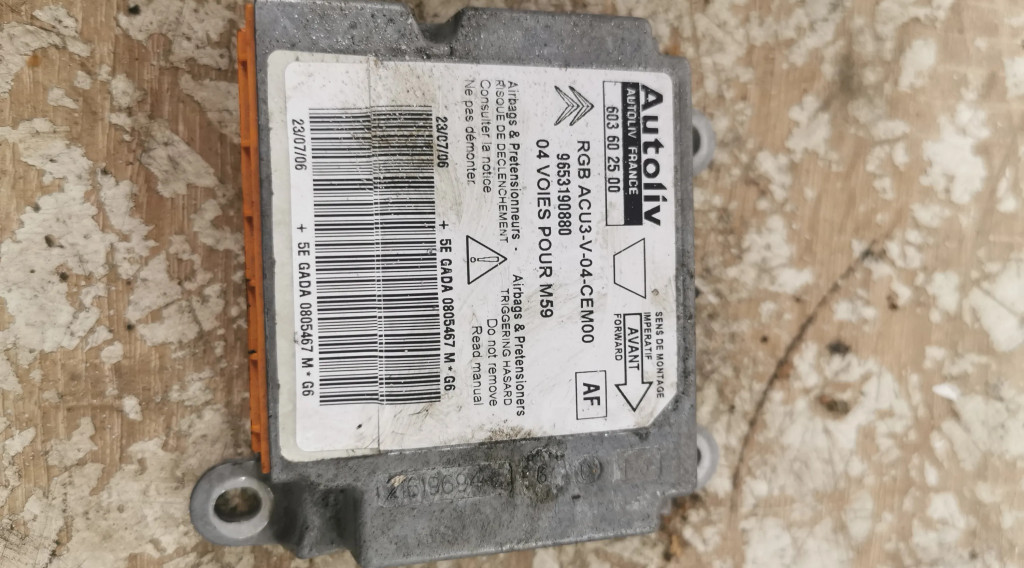 Autoliv
AUTOLIV FRANCE
603 60 25 00
SENS DE MONTAGE
IMPERATIF
AVANT
FORWARD
RGB ACU3-V-04-CEM00
9653190880
04 VOIES POUR M59
AF
Airbags & Pretensionneurs.
RISQUE DE DECLENCHEMENT
Consulter la notice
Ne pas démonter.
Airbags & Pretensioners
TRIGGERING HASARD
Do not remove
Read manual
23/07/06 + 5E GADA 0805467 M * G6
23/07/06 + 5E GADA 0805467 M * G6